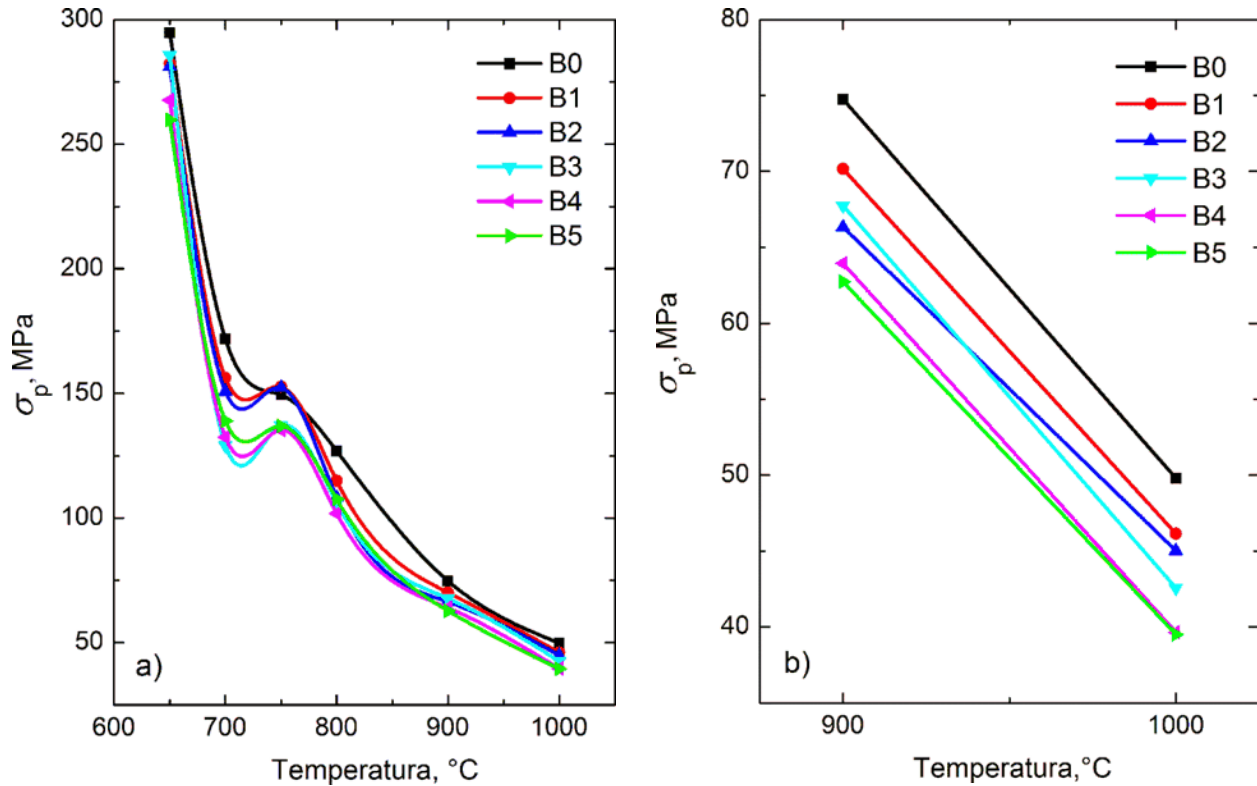 300
250
200
150
100
50
σp, MPa
B0
B1
B2
B3
B4
B5
a)
600 700 800 900 1000
Temperatura, °C
80
70
60
50
40
σp, MPa
B0
B1
B2
B3
B4
B5
b)
900 1000
Temperatura,°C